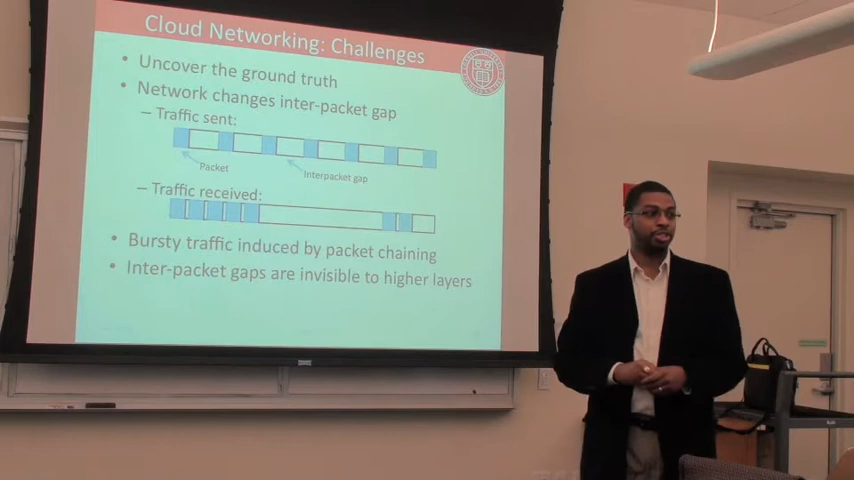 Cloud Networking: Challenges
• Uncover the ground truth
• Network changes inter-packet gap
– Traffic sent:
Packet
Interpacket gap
– Traffic received:
• Bursty traffic induced by packet chaining
• Inter-packet gaps are invisible to higher layers